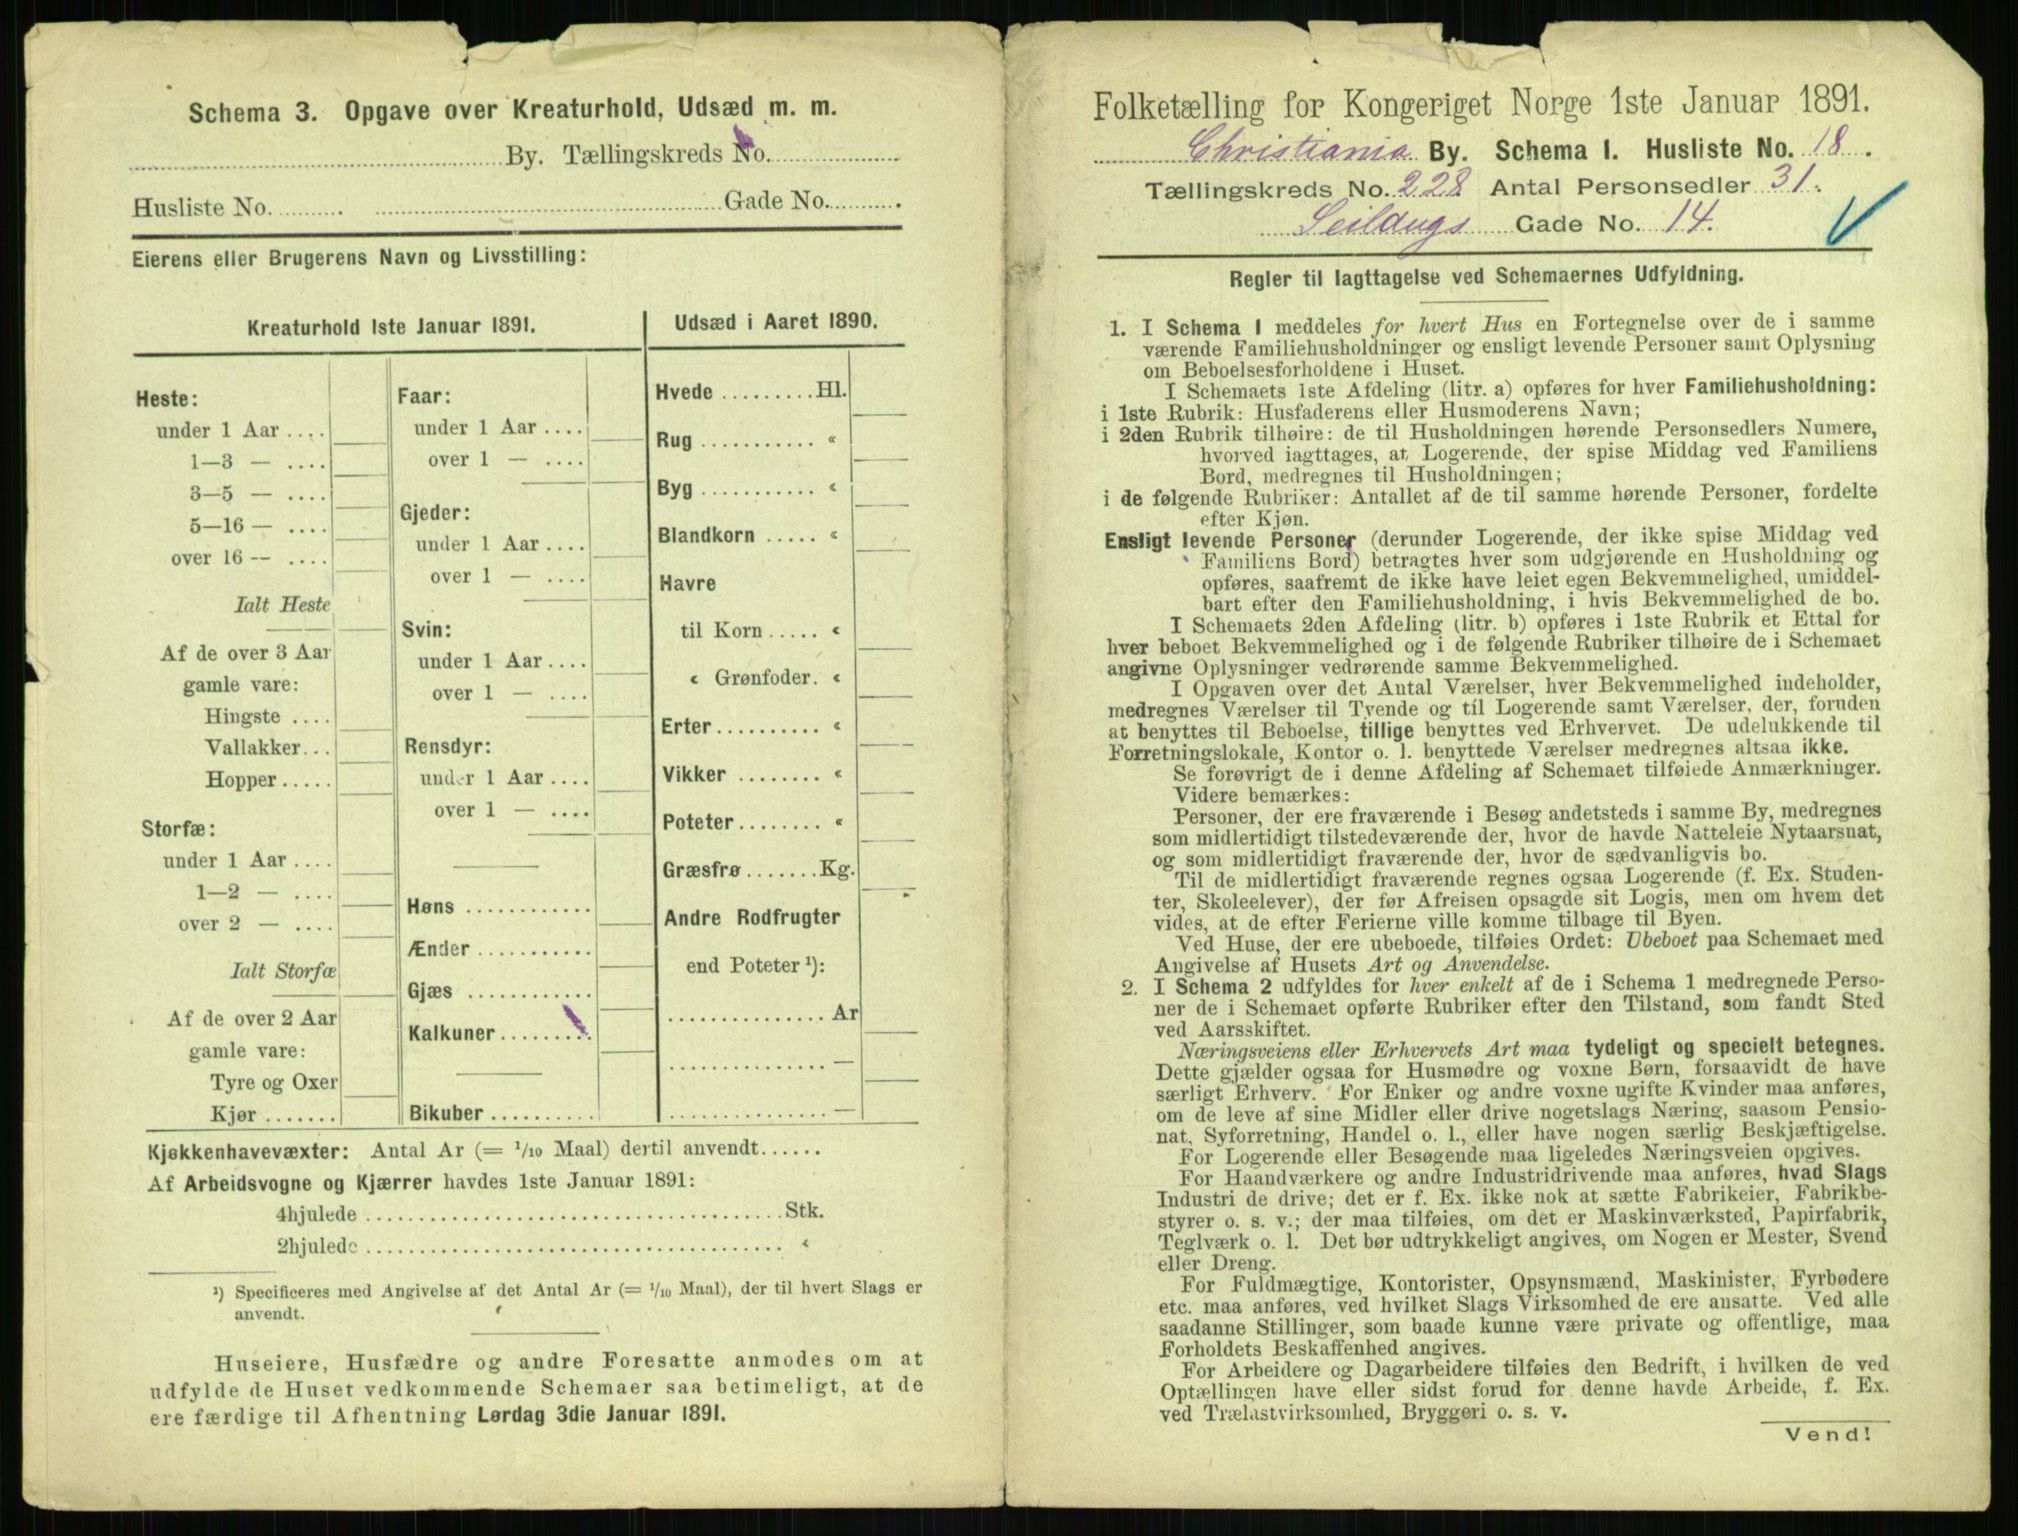 Schema 3. Opgave over Kreaturhold, Udsæd m. m.
By. Tællingskreds No.
Husliste No. Gade No.
Eierens eller Brugerens Navn og Livsstilling:
Kreaturhold 1ste Januar 1891.
Heste:
under 1 Aar ....
1—3 — ....
3—5 — ....
5—16 — ....
over 16 -- ....
Ialt Heste
Af de over 3 Aar
gamle vare:
Hingste ....
Vallakker...
Hopper.....
Storfæ:
under 1 Aar ....
1—2 — ....
over 2 — ....
Ialt Storfæ
Af de over 2 Aar
gamle vare:
Tyre og Oxer
Kjør .......
Faar:
under 1 Aar ....
over 1 — ....
Gjeder:
under 1 Aar ....
over 1 — ....
Svin:
under 1 Aar ....
over 1 — ....
Rensdyr:
under 1 Aar ....
over 1 — ....
Høns ............
Ænder ...........
Gjæs ............
Kalkuner .........
Bikuber ..........
Udsæd i Aaret 1890.
Hvede .........Hl.
Rug ........... «
Byg ........... «
Blandkorn ..... «
Havre
til Korn ..... «
« Grønfoder. «
Erter .......... «
Vikker ........ «
Poteter ........ «
Græsfrø .......Kg.
Andre Rodfrugter
end Poteter ¹):
............... Ar
............... —
............... —
Kjøkkenhavevæxter: Antal Ar (= 1/10 Maal) dertil anvendt......
Af Arbeidsvogne og Kjærrer havdes 1ste Januar 1891:
4hjulede ........................................Stk.
2hjulede ........................................ «
¹) Specificeres med Angivelse af det Antal Ar (= 1/10 Maal), der til hvert Slags er
anvendt.
Huseiere, Husfædre og andre Foresatte anmodes om at
udfylde de Huset vedkommende Schemaer saa betimeligt, at de
ere færdige til Afhentning Lørdag 3die Januar 1891.
Folketælling for Kongeriget Norge 1ste Januar 1891.
Christiania By. Schema I. Husliste No. 18.
Tællingskreds No. 228 Antal Personsedler 31.
Seildugs Gade No. 14.
Regler til Iagttagelse ved Schemaernes Udfyldning.
1. I Schema 1 meddeles for hvert Hus en Fortegnelse over de i samme
værende Familiehusholdninger og ensligt levende Personer samt Oplysning
om Beboelsesforholdene i Huset.
I Schemaets 1ste Afdeling (litr. a) opføres for hver Familiehusholdning:
i 1ste Rubrik: Husfaderens eller Husmoderens Navn;
i 2den Rubrik tilhøire: de til Husholdningen hørende Personsedlers Numere,
hvorved iagttages, at Logerende, der spise Middag ved Familiens
Bord, medregnes til Husholdningen;
i de følgende Rubriker: Antallet af de til samme hørende Personer, fordelte
efter Kjøn.
Ensligt levende Personer (derunder Logerende, der ikke spise Middag ved
Familiens Bord) betragtes hver som udgjørende en Husholdning og
opføres, saafremt de ikke have leiet egen Bekvemmelighed, umiddel-
bart efter den Familiehusholdning, i hvis Bekvemmelighed de bo.
I Schemaets 2den Afdeling (litr. b) opføres i 1ste Rubrik et Ettal for
hver beboet Bekvemmelighed og i de følgende Rubriker tilhøire de i Schemaet
angivne Oplysninger vedrørende samme Bekvemmelighed.
I Opgaven over det Antal Værelser, hver Bekvemmelighed indeholder,
medregnes Værelser til Tyende og til Logerende samt Værelser, der, foruden
at benyttes til Beboelse, tillige benyttes ved Erhvervet. De udelukkende til
Forretningslokale, Kontor o. l. benyttede Værelser medregnes altsaa ikke.
Se forøvrigt de i denne Afdeling af Schemaet tilføiede Anmærkninger.
Videre bemærkes:
Personer, der ere fraværende i Besøg andetsteds i samme By, medregnes
som midlertidigt tilstedeværende der, hvor de havde Natteleie Nytaarsnat,
og som midlertidigt fraværende der, hvor de sædvanligvis bo.
Til de midlertidigt fraværende regnes ogsaa Logerende (f. Ex. Studen-
ter, Skoleelever), der før Afreisen opsagde sit Logis, men om hvem det
vides, at de efter Ferierne ville komme tilbage til Byen.
Ved Huse, der ere ubeboede, tilføies Ordet: Ubeboet paa Schemaet med
Angivelse af Husets Art og Anvendelse.
2. I Schema 2 udfyldes for hver enkelt af de i Schema 1 medregnede Perso-
ner de i Schemaet opførte Rubriker efter den Tilstand, som fandt Sted
ved Aarsskiftet.
Næringsveiens eller Erhvervets Art maa tydeligt og specielt betegnes.
Dette gjælder ogsaa for Husmødre og voxne Børn, forsaavidt de have
særligt Erhverv. For Enker og andre voxne ugifte Kvinder maa anføres,
om de leve af sine Midler eller drive nogetslags Næring, saasom Pensio-
nat, Syforretning, Handel o. l., eller have nogen særlig Beskjæftigelse.
For Logerende eller Besøgende maa ligeledes Næringsveien opgives.
For Haandværkere og andre Industridrivende maa anføres, hvad Slags
Industri de drive; det er f. Ex. ikke nok at sætte Fabrikeier, Fabrikbe-
styrer o. s. v.; der maa tilføies, om det er Maskinværksted, Papirfabrik,
Teglværk o. l. Det bør udtrykkeligt angives, om Nogen er Mester, Svend
eller Dreng.
For Fuldmægtige, Kontorister, Opsynsmænd, Maskinister, Fyrbødere
etc. maa anføres, ved hvilket Slags Virksomhed de ere ansatte. Ved alle
saadanne Stillinger, som baade kunne være private og offentlige, maa
Forholdets Beskaffenhed angives.
For Arbeidere og Dagarbeidere tilføies den Bedrift, i hvilken de ved
Optællingen have eller sidst forud for denne havde Arbeide, f. Ex.
ved Trælastvirksomhed, Bryggeri o. s. v.
Vend!